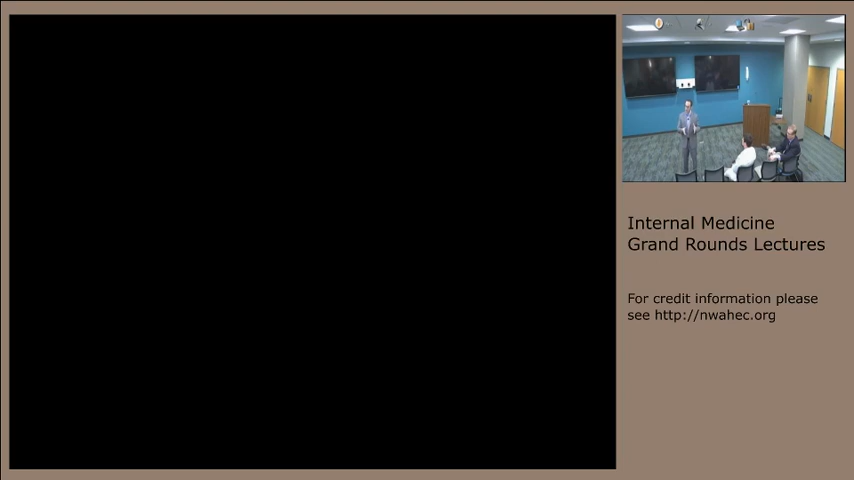 Internal Medicine
Grand Rounds Lectures
For credit information please
see http://nwahec.org